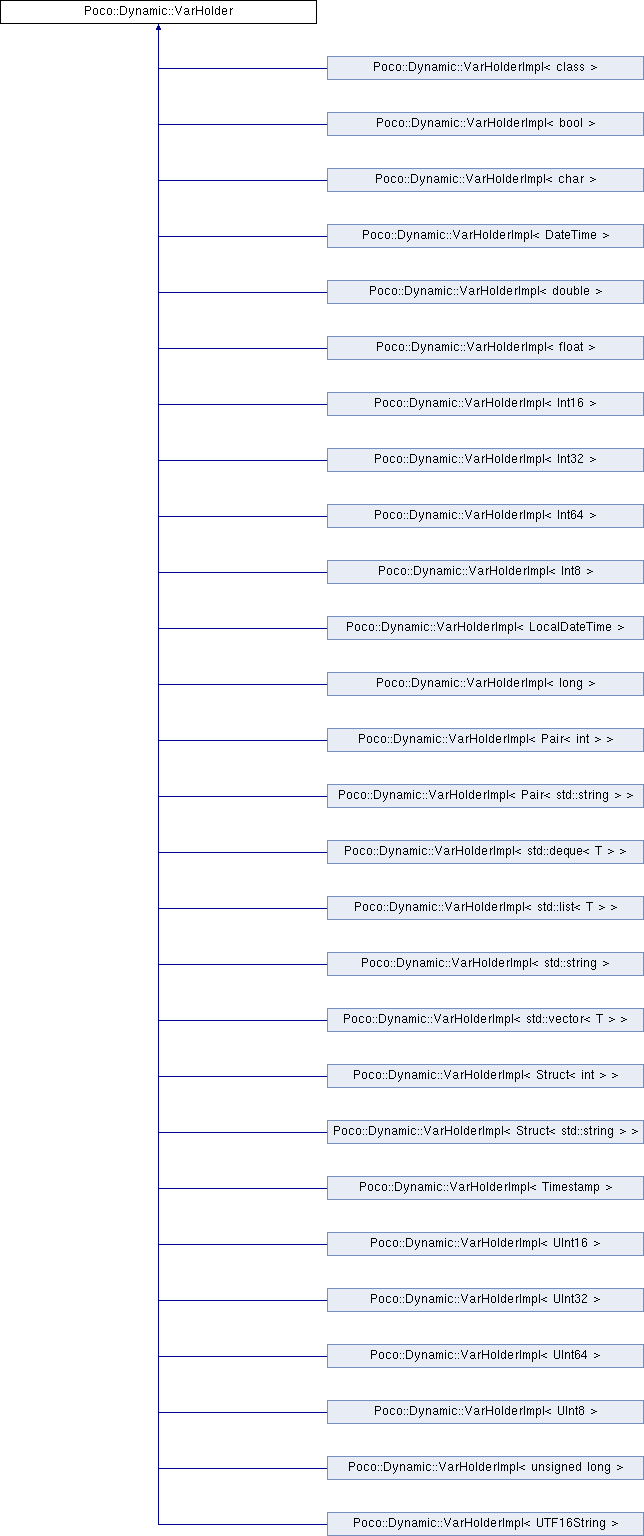 Poco::Dynamic::VarHolder
Poco::Dynamic::VarHolderImpl< class >
Poco::Dynamic::VarHolderImpl< bool >
Poco::Dynamic::VarHolderImpl< char >
Poco::Dynamic::VarHolderImpl< DateTime >
Poco::Dynamic::VarHolderImpl< double >
Poco::Dynamic::VarHolderImpl< float >
Poco::Dynamic::VarHolderImpl< Int16 >
Poco::Dynamic::VarHolderImpl< Int32 >
Poco::Dynamic::VarHolderImpl< Int64 >
Poco::Dynamic::VarHolderImpl< Int8 >
Poco::Dynamic::VarHolderImpl< LocalDateTime >
Poco::Dynamic::VarHolderImpl< long >
Poco::Dynamic::VarHolderImpl< Pair< int > >
Poco::Dynamic::VarHolderImpl< Pair< std::string > >
Poco::Dynamic::VarHolderImpl< std::deque< T > >
Poco::Dynamic::VarHolderImpl< std::list< T > >
Poco::Dynamic::VarHolderImpl< std::string >
Poco::Dynamic::VarHolderImpl< std::vector< T > >
Poco::Dynamic::VarHolderImpl< Struct< int > >
Poco::Dynamic::VarHolderImpl< Struct< std::string > >
Poco::Dynamic::VarHolderImpl< Timestamp >
Poco::Dynamic::VarHolderImpl< UInt16 >
Poco::Dynamic::VarHolderImpl< UInt32 >
Poco::Dynamic::VarHolderImpl< UInt64 >
Poco::Dynamic::VarHolderImpl< UInt8 >
Poco::Dynamic::VarHolderImpl< unsigned long >
Poco::Dynamic::VarHolderImpl< UTF16String >